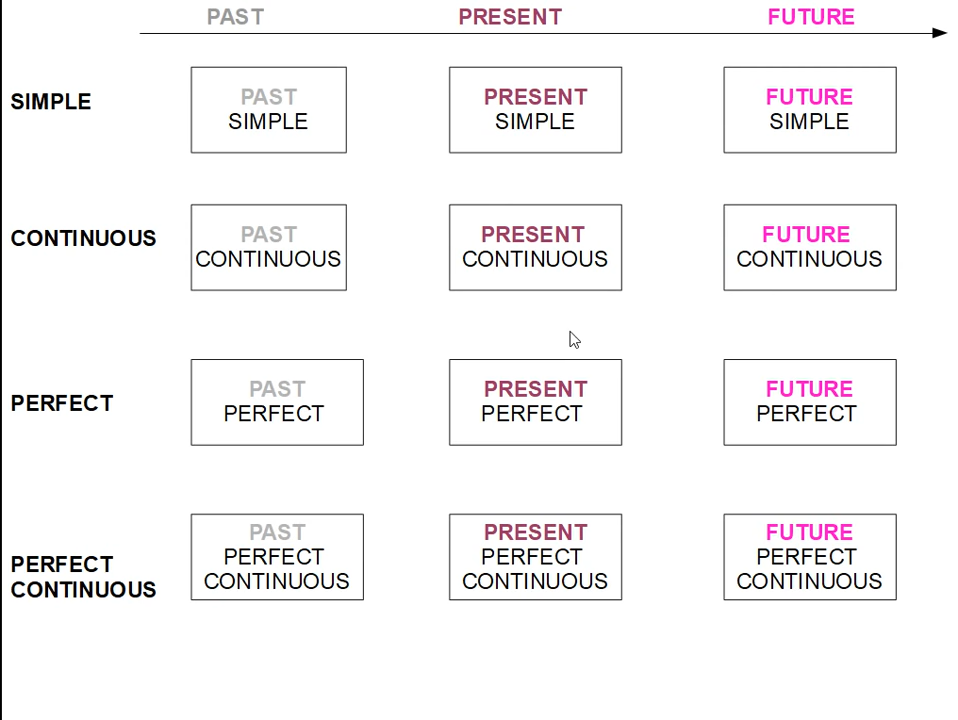 PAST PRESENT FUTURE
SIMPLE
PAST
SIMPLE
PRESENT
SIMPLE
FUTURE
SIMPLE
CONTINUOUS
PAST
CONTINUOUS
PRESENT
CONTINUOUS
FUTURE
CONTINUOUS
PERFECT
PAST
PERFECT
PRESENT
PERFECT
FUTURE
PERFECT
PERFECT
CONTINUOUS
PAST
PERFECT
CONTINUOUS
PRESENT
PERFECT
CONTINUOUS
FUTURE
PERFECT
CONTINUOUS